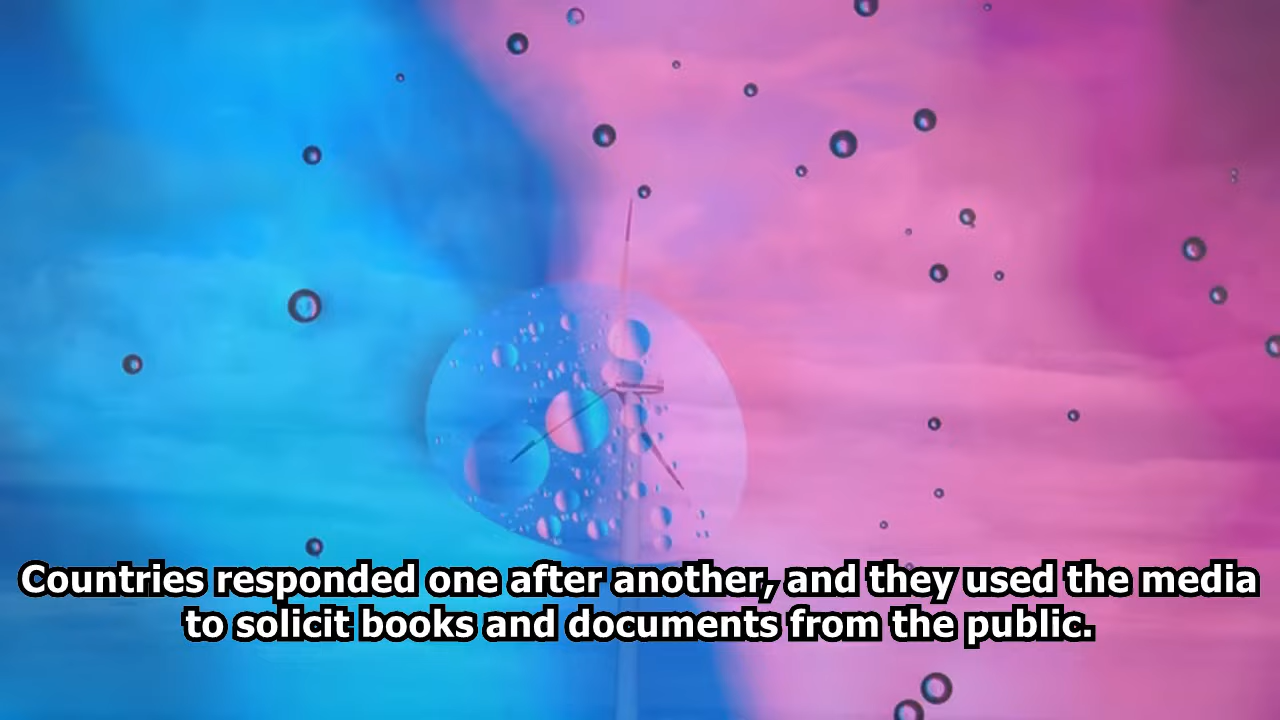 Countries responded one after another, and they used the media
to solicit books and documents from the public.